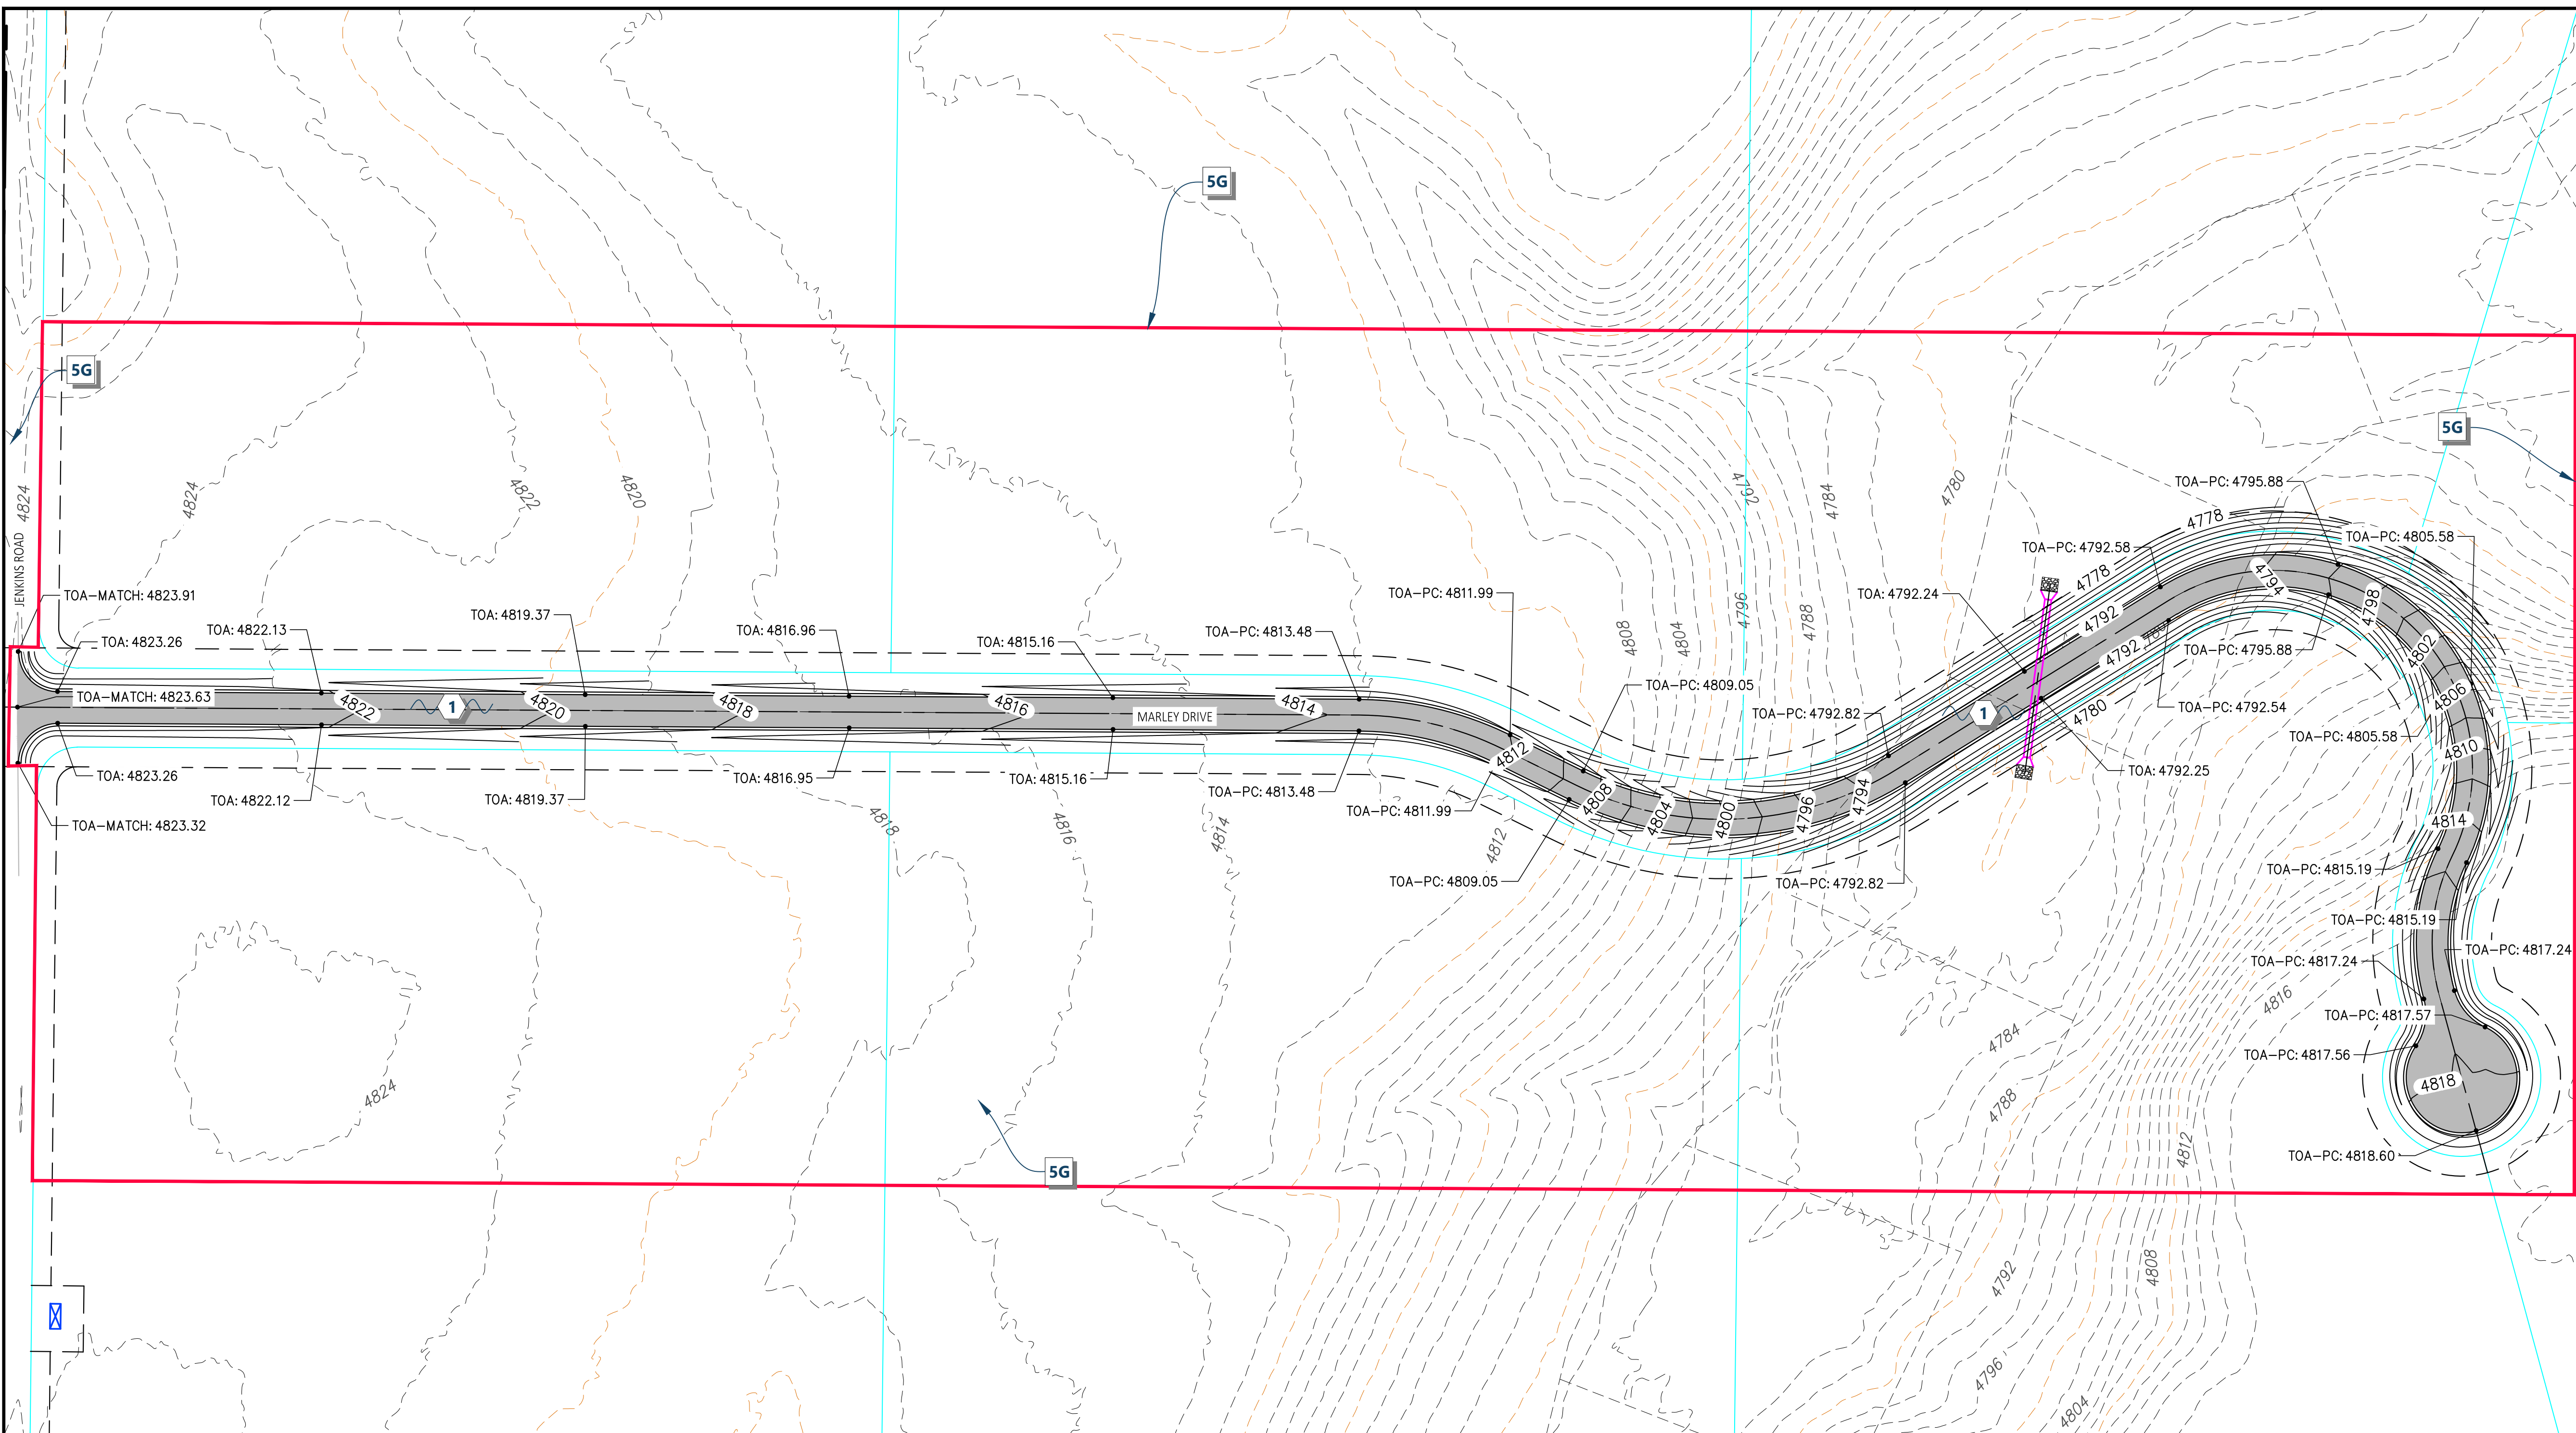 5G
5G
5G
4824
4824
4822
4820
4792
4784
4780
TOA-PC: 4795.88
4778
TOA-PC: 4805.58
JENKINS ROAD
TOA-PC: 4792.58
4778
4794
TOA-MATCH: 4823.91
TOA: 4822.13
TOA: 4819.37
TOA: 4816.96
TOA: 4815.16
TOA-PC: 4813.48
TOA-PC: 4811.99
4808
4804
4796
4788
TOA: 4792.24
4792
4798
TOA: 4823.26
4792
780
TOA-PC: 4795.88
4802
TOA-MATCH: 4823.63
TOA-PC: 4809.05
4806
4822
1
4820
4818
4816
MARLEY DRIVE
4814
TOA-PC: 4792.82
1
4780
TOA-PC: 4792.54
TOA-PC: 4805.58
4812
4810
TOA: 4823.26
TOA: 4816.95
TOA: 4815.16
TOA-PC: 4813.48
TOA: 4792.25
TOA: 4822.12
TOA: 4819.37
TOA-PC: 4811.99
4808
4804
4800
4796
4794
TOA-MATCH: 4823.32
4818
4816
4814
4812
4814
TOA-PC: 4809.05
TOA-PC: 4792.82
TOA-PC: 4815.19
TOA-PC: 4815.19
TOA-PC: 4817.24
TOA-PC: 4817.24
4816
TOA-PC: 4817.57
4784
TOA-PC: 4817.56
4824
4788
4818
4812
TOA-PC: 4818.60
5G
4792
4808
4796
4804